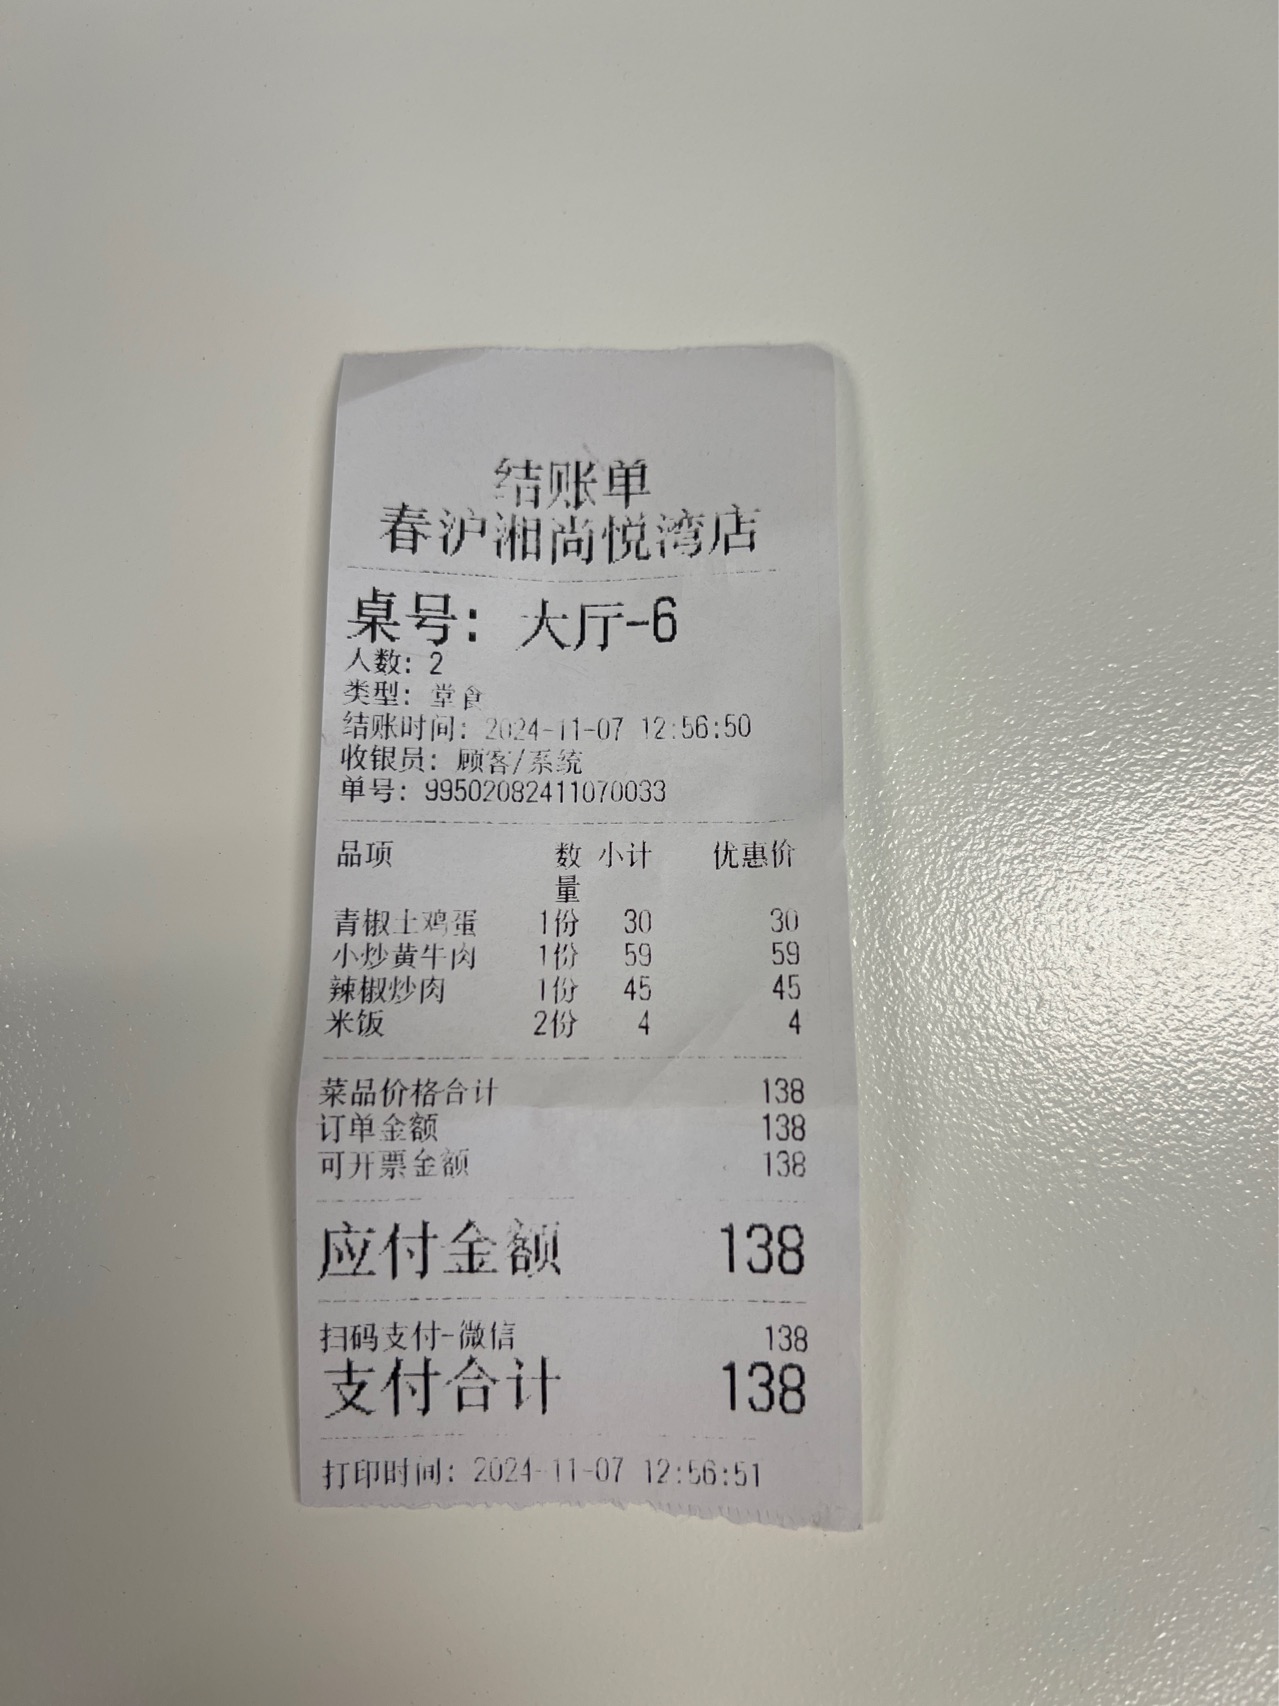 结账单
春沪湘尚悦湾店
桌号: 大厅-6
人数: 2
类型: 堂食
结账时间: 2024-11-07 12:56:50
收银员: 顾客/系统
单号: 99502082411070033
品项 数量 小计 优惠价
青椒土鸡蛋 1份 30 30
小炒黄牛肉 1份 59 59
辣椒炒肉 1份 45 45
米饭 2份 4 4
菜品价格合计 138
订单金额 138
可开票金额 138
应付金额 138
扫码支付-微信 138
支付合计 138
打印时间: 2024-11-07 12:56:51